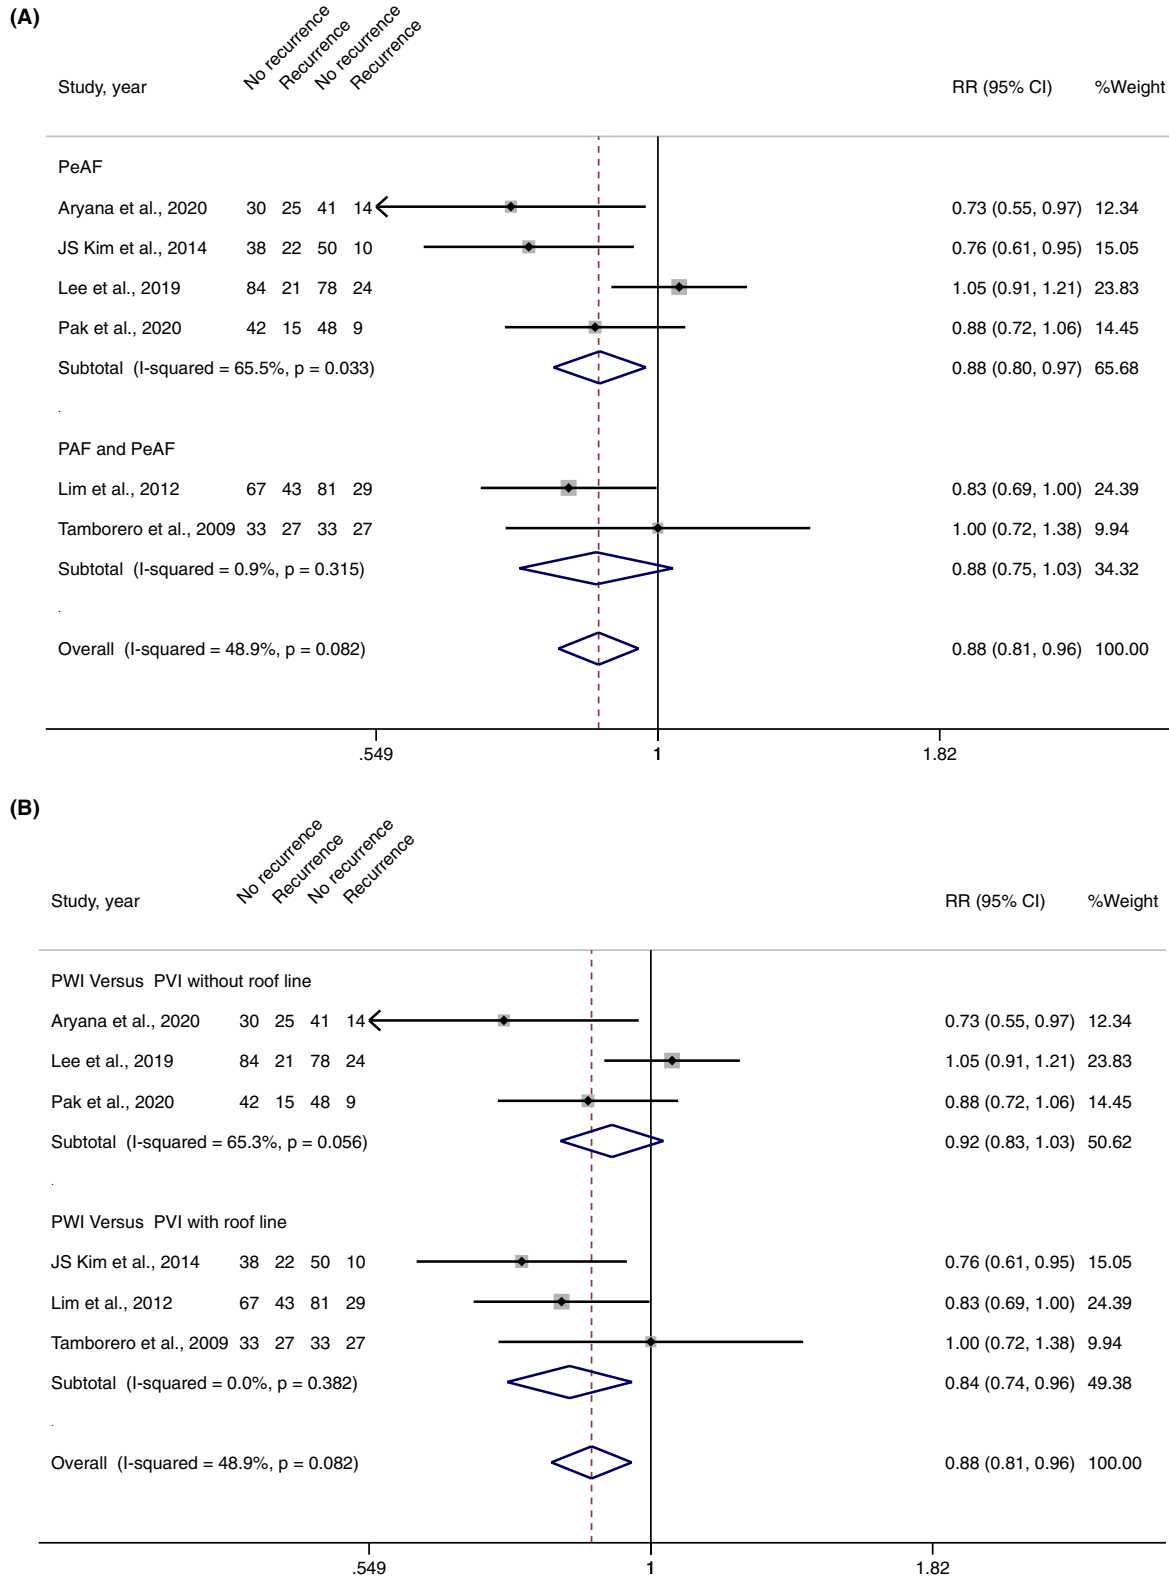 (A)
No recurrence
Recurrence
No recurrence
Recurrence
Study, year RR (95% CI) %Weight
PeAF
Aryana et al., 2020 30 25 41 14 0.73 (0.55, 0.97) 12.34
JS Kim et al., 2014 38 22 50 10 0.76 (0.61, 0.95) 15.05
Lee et al., 2019 84 21 78 24 1.05 (0.91, 1.21) 23.83
Pak et al., 2020 42 15 48 9 0.88 (0.72, 1.06) 14.45
Subtotal (I-squared = 65.5%, p = 0.033) 0.88 (0.80, 0.97) 65.68
.
PAF and PeAF
Lim et al., 2012 67 43 81 29 0.83 (0.69, 1.00) 24.39
Tamborero et al., 2009 33 27 33 27 1.00 (0.72, 1.38) 9.94
Subtotal (I-squared = 0.9%, p = 0.315) 0.88 (0.75, 1.03) 34.32
.
Overall (I-squared = 48.9%, p = 0.082) 0.88 (0.81, 0.96) 100.00
.549 1 1.82
(B)
No recurrence
Recurrence
No recurrence
Recurrence
Study, year RR (95% CI) %Weight
PWI Versus PVI without roof line
Aryana et al., 2020 30 25 41 14 0.73 (0.55, 0.97) 12.34
Lee et al., 2019 84 21 78 24 1.05 (0.91, 1.21) 23.83
Pak et al., 2020 42 15 48 9 0.88 (0.72, 1.06) 14.45
Subtotal (I-squared = 65.3%, p = 0.056) 0.92 (0.83, 1.03) 50.62
.
PWI Versus PVI with roof line
JS Kim et al., 2014 38 22 50 10 0.76 (0.61, 0.95) 15.05
Lim et al., 2012 67 43 81 29 0.83 (0.69, 1.00) 24.39
Tamborero et al., 2009 33 27 33 27 1.00 (0.72, 1.38) 9.94
Subtotal (I-squared = 0.0%, p = 0.382) 0.84 (0.74, 0.96) 49.38
.
Overall (I-squared = 48.9%, p = 0.082) 0.88 (0.81, 0.96) 100.00
.549 1 1.82